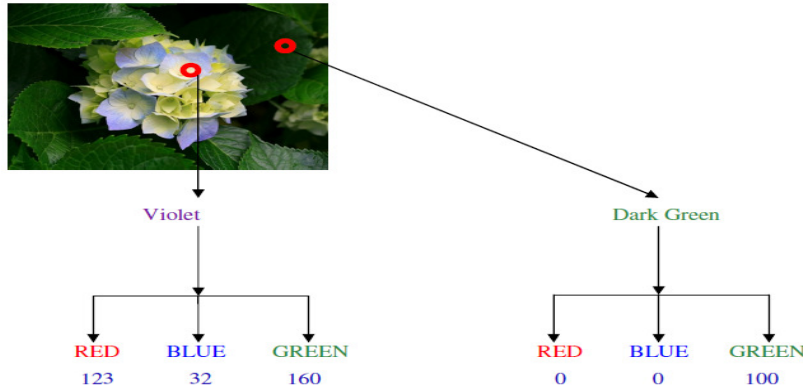 Violet Dark Green
RED BLUE GREEN RED BLUE GREEN
123 32 160 0 0 100